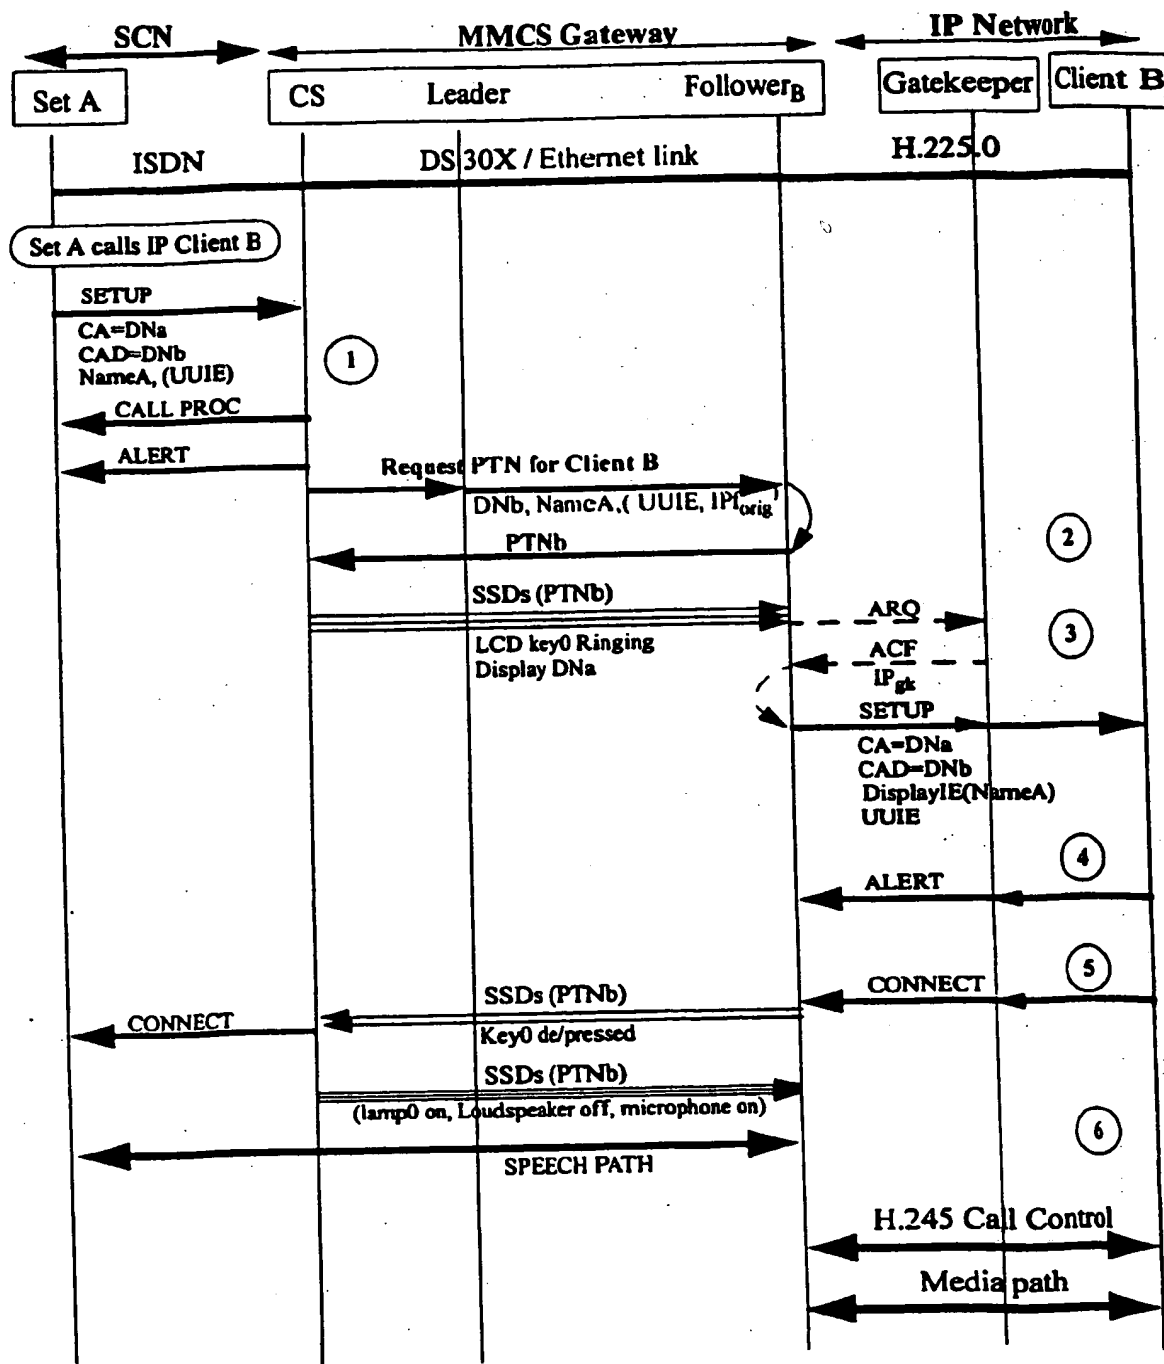 SCN
MMCS Gateway
IP Network
Set A
CS
Leader
FollowerB
Gatekeeper
Client B
ISDN
DS 30X / Ethernet link
H.225.0
Set A calls IP Client B
SETUP
CA=DNa
CAD=DNb
NameA, (UUIE)
1
CALL PROC
ALERT
Request PTN for Client B
DNb, NameA,( UUIE, IPforig)
PTNb
2
SSDs (PTNb)
LCD key0 Ringing
Display DNa
ARQ
3
ACF
IPgk
SETUP
CA=DNa
CAD=DNb
DisplayIE(NameA)
UUIE
4
ALERT
5
CONNECT
SSDs (PTNb)
Key0 de/pressed
CONNECT
SSDs (PTNb)
(lamp0 on, Loudspeaker off, microphone on)
6
SPEECH PATH
H.245 Call Control
Media path